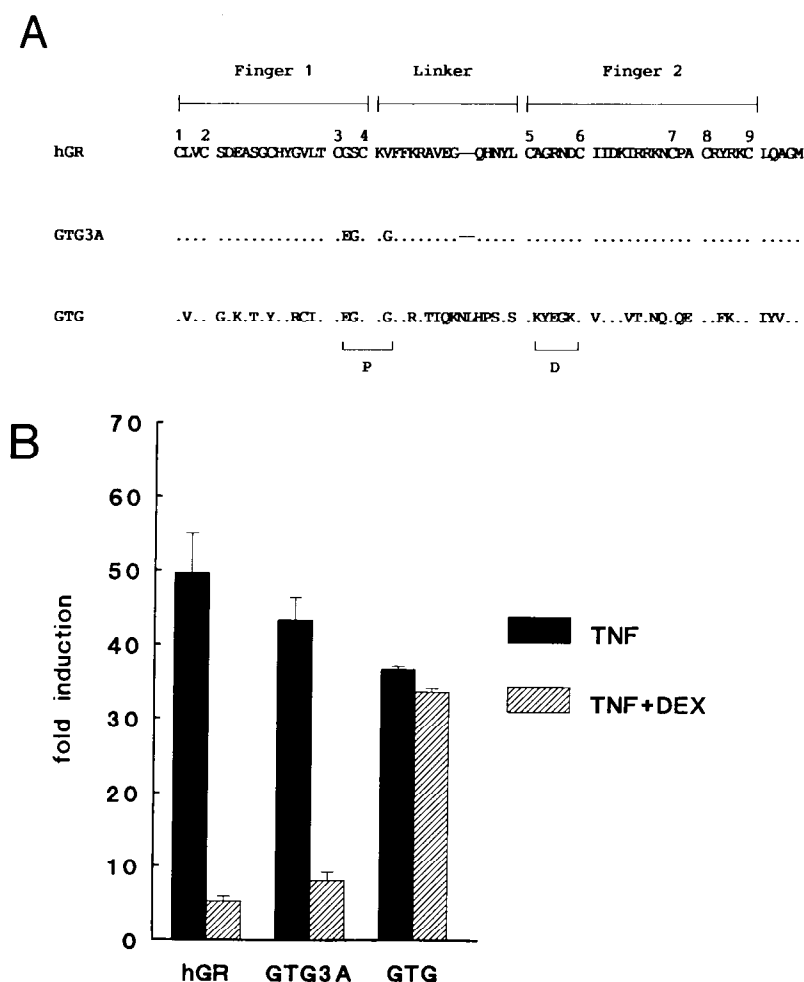 A
Finger 1 Linker Finger 2
1 2 3 4 5 6 7 8 9
hGR CLVC SDEASGCHYGVLT CGSC KVFFKRAVEG—QHNYL CAGRNDC IIDKIRRKNCPA CRYRKC LQAGM
GTG3A .... ............. .EG. .G........—..... ....... ............ ...... .....
GTG .V.. .G.K.T.Y..RCI. .EG. .G..R.TIQKNLHPS.S .KYEGK. V...VT.NQ.QE ..FK.. IYV..
P D
B
70
60
50
40
30
20
10
0
fold induction
TNF
TNF+DEX
hGR GTG3A GTG